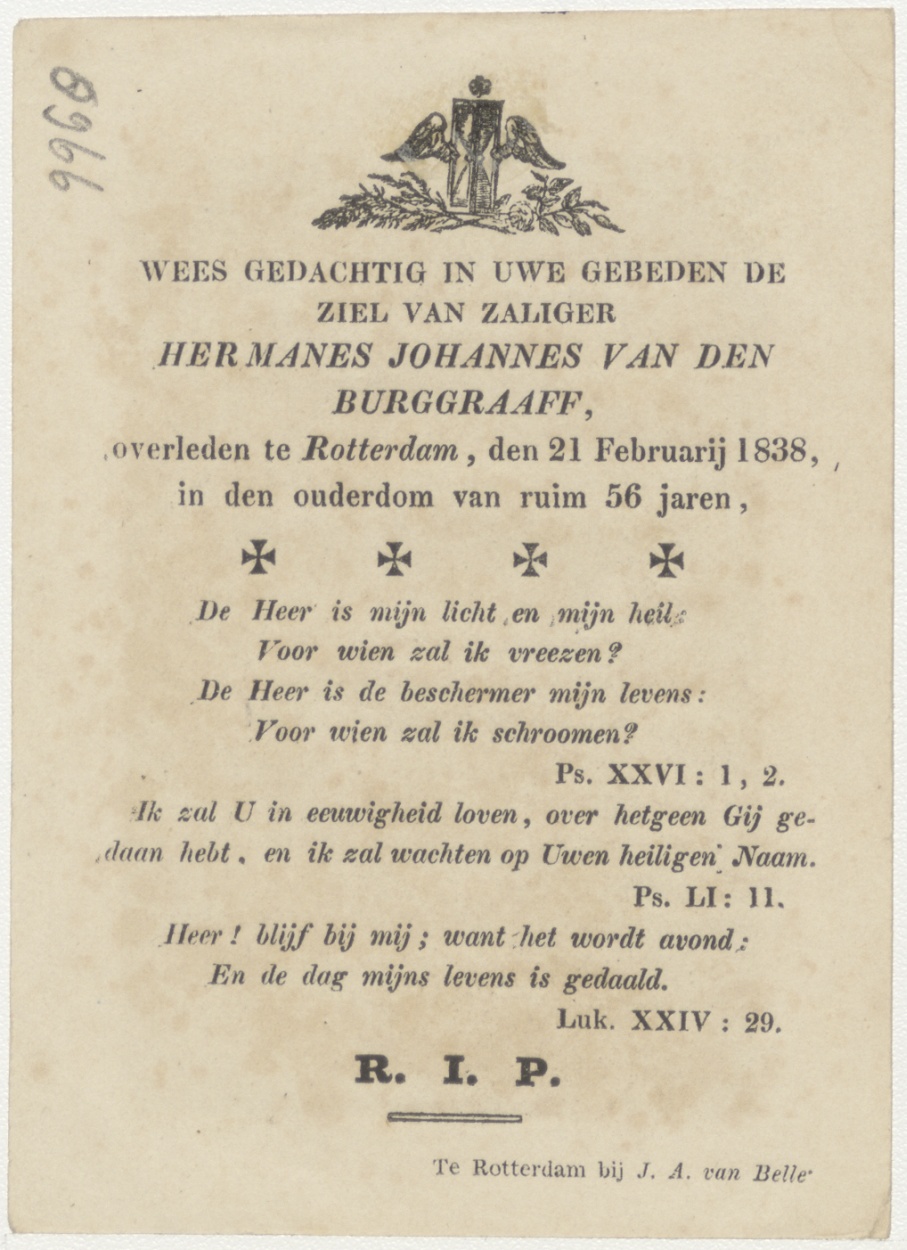 8966
WEES GEDACHTIG IN UWE GEBEDEN DE
ZIEL VAN ZALIGER
HERMANES JOHANNES VAN DEN
BURGGRAAFF,
overleden te Rotterdam, den 21 Februarij 1838,
in den ouderdom van ruim 56 jaren,
✠ ✠ ✠ ✠
De Heer is mijn licht en mijn heil:
Voor wien zal ik vreezen?
De Heer is de beschermer mijn levens:
Voor wien zal ik schroomen?
Ps. XXVI: 1, 2.
Ik zal U in eeuwigheid loven, over hetgeen Gij ge-
daan hebt, en ik zal wachten op Uwen heiligen Naam.
Ps. LI: 11.
Heer! blijf bij mij; want het wordt avond:
En de dag mijns levens is gedaald.
Luk. XXIV: 29.
R. I. P.
Te Rotterdam bij J. A. van Belle